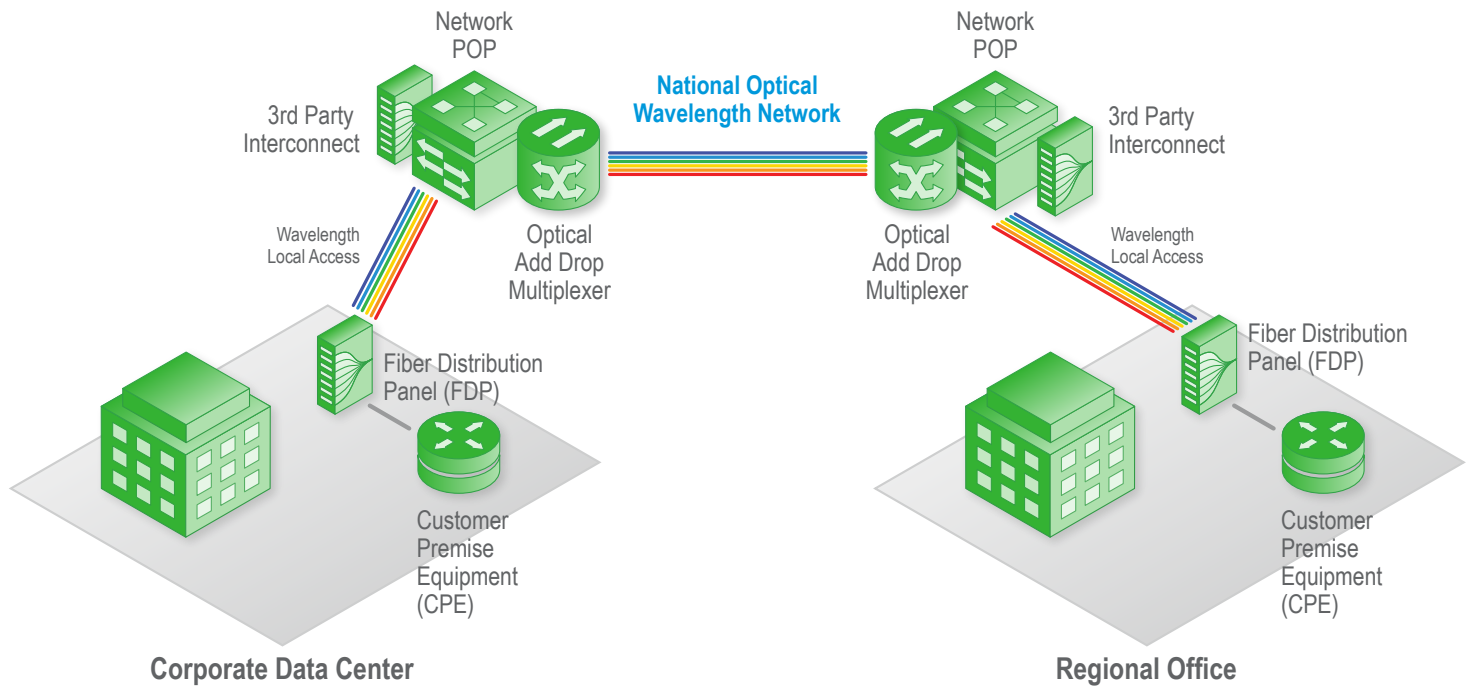 Network
POP
3rd Party
Interconnect
National Optical
Wavelength Network
Network
POP
3rd Party
Interconnect
Wavelength
Local Access
Optical
Add Drop
Multiplexer
Optical
Add Drop
Multiplexer
Wavelength
Local Access
Fiber Distribution
Panel (FDP)
Customer
Premise
Equipment
(CPE)
Corporate Data Center
Fiber Distribution
Panel (FDP)
Customer
Premise
Equipment
(CPE)
Regional Office